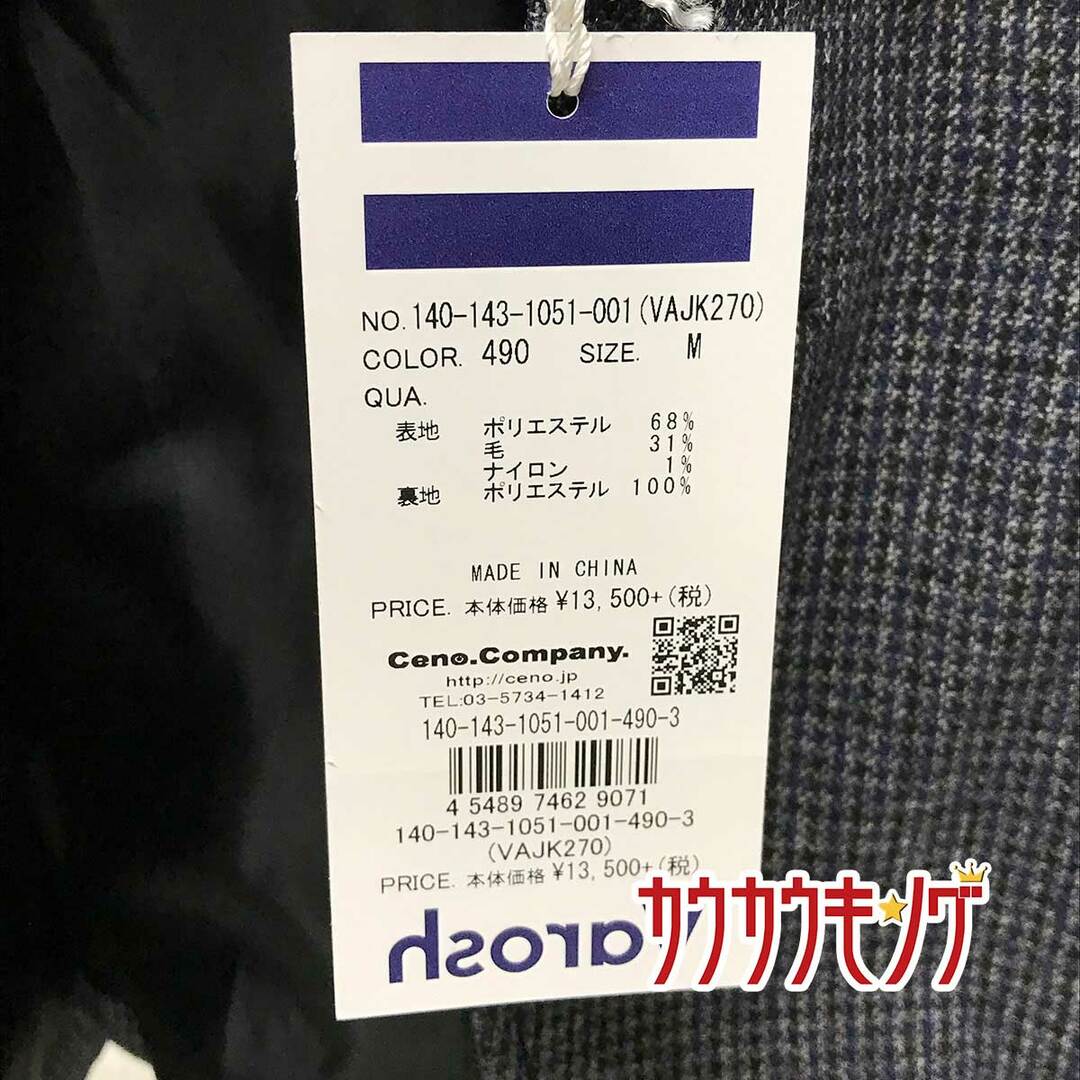 NO. 140-143-1051-001(VAJK270)
COLOR. 490 SIZE. M
QUA.
表地 ポリエステル 68%
毛 31%
ナイロン 1%
裏地 ポリエステル 100%
MADE IN CHINA
PRICE. 本体価格 ¥13,500+(税)
Ceno.Company.
http://ceno.jp
TEL:03-5734-1412
140-143-1051-001-490-3
4 54897 46290 71
140-143-1051-001-490-3
(VAJK270)
PRICE. 本体価格 ¥13,500+(税)
カウカウキング